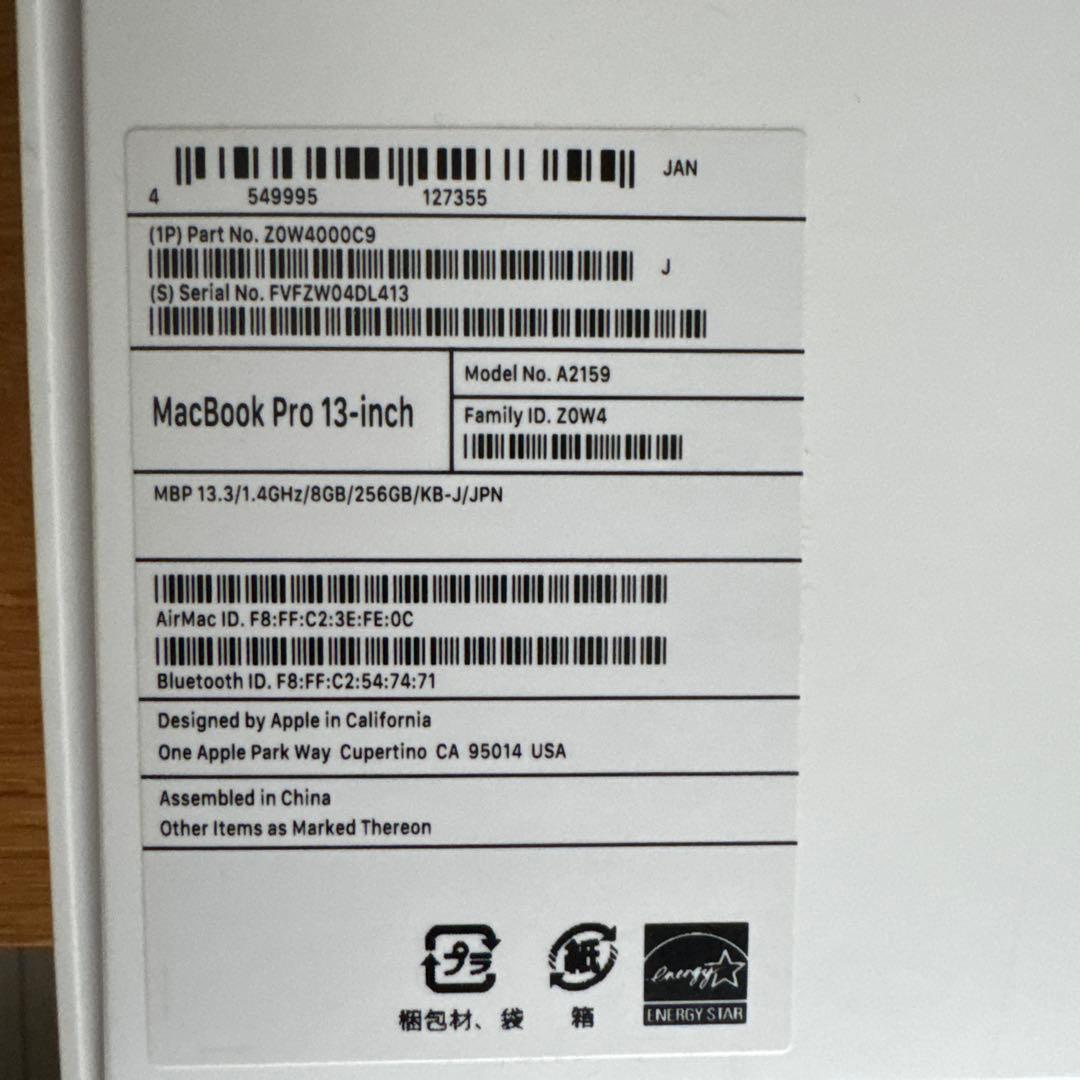 JAN
4 549995 127355
(1P) Part No. Z0W4000C9
J
(S) Serial No. FVFZW04DL413
MacBook Pro 13-inch
Model No. A2159
Family ID. Z0W4
MBP 13.3/1.4GHz/8GB/256GB/KB-J/JPN
AirMac ID. F8:FF:C2:3E:FE:0C
Bluetooth ID. F8:FF:C2:54:74:71
Designed by Apple in California
One Apple Park Way Cupertino CA 95014 USA
Assembled in China
Other Items as Marked Thereon
プラ
紙
energy
ENERGY STAR
梱包材、袋
箱